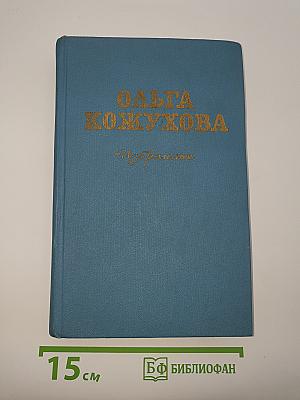 ОЛЬГА
КОЖУХОВА
Избранное
15 см
БФ БИБЛИОФАН